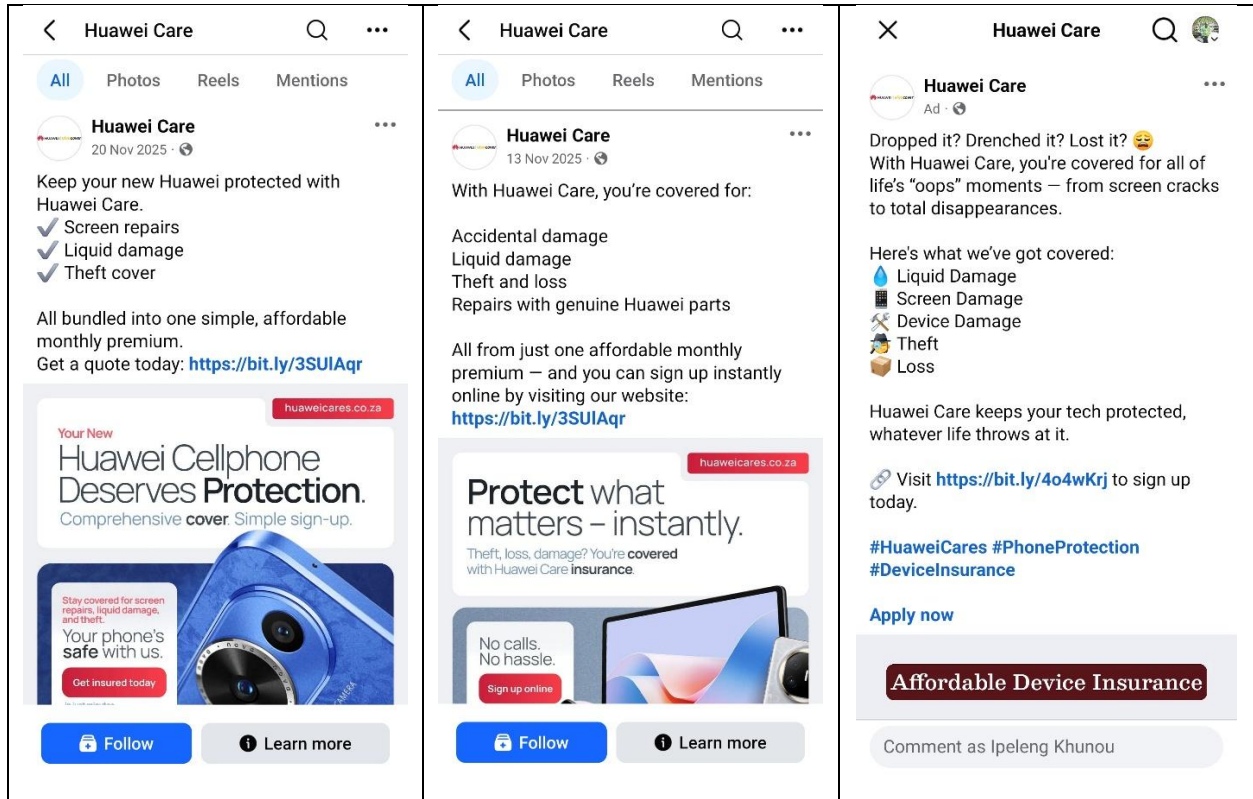 Huawei Care
All Photos Reels Mentions
Huawei Care
20 Nov 2025 ·
Keep your new Huawei protected with
Huawei Care.
✓ Screen repairs
✓ Liquid damage
✓ Theft cover
All bundled into one simple, affordable
monthly premium.
Get a quote today: https://bit.ly/3SUlAqr
huaweicares.co.za
Your New
Huawei Cellphone
Deserves Protection.
Comprehensive cover. Simple sign-up.
Stay covered for screen
repairs, liquid damage,
and theft.
Your phone's
safe with us.
Get insured today
nova
CAMERA
Follow
Learn more
Huawei Care
All Photos Reels Mentions
Huawei Care
13 Nov 2025 ·
With Huawei Care, you're covered for:
Accidental damage
Liquid damage
Theft and loss
Repairs with genuine Huawei parts
All from just one affordable monthly
premium — and you can sign up instantly
online by visiting our website:
https://bit.ly/3SUlAqr
huaweicares.co.za
Protect what
matters – instantly.
Theft, loss, damage? You're covered
with Huawei Care insurance.
No calls.
No hassle.
Sign up online
Follow
Learn more
Huawei Care
Huawei Care
Ad ·
Dropped it? Drenched it? Lost it? 😩
With Huawei Care, you're covered for all of
life's “oops” moments — from screen cracks
to total disappearances.
Here's what we've got covered:
💧 Liquid Damage
📱 Screen Damage
🛠 Device Damage
🕵 Theft
📦 Loss
Huawei Care keeps your tech protected,
whatever life throws at it.
🔗 Visit https://bit.ly/4o4wKrj to sign up
today.
#HuaweiCares #PhoneProtection
#DeviceInsurance
Apply now
Affordable Device Insurance
Comment as Ipeleng Khunou